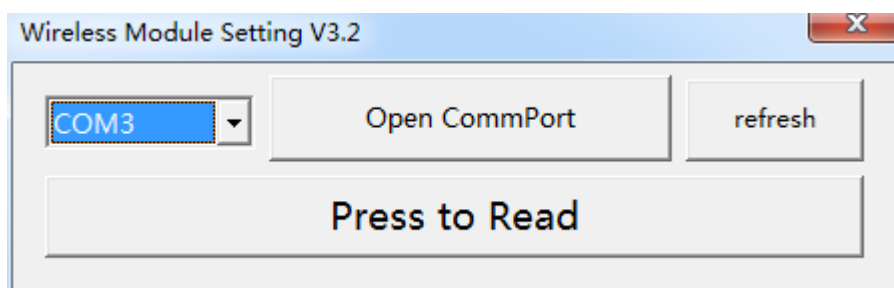 Wireless Module Setting V3.2
COM3 Open CommPort refresh
Press to Read